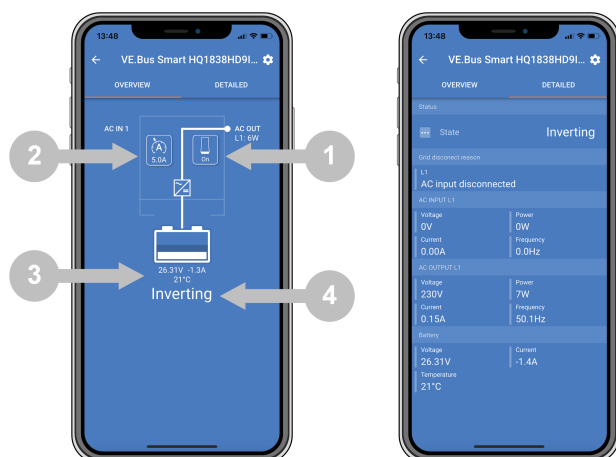 13:48
VE.Bus Smart HQ1838HD9I...
OVERVIEW DETAILED
AC IN 1
AC OUT
L1: 6W
5.0A
On
26.31V -1.3A
21°C
Inverting
1
2
3
4
13:48
VE.Bus Smart HQ1838HD9I...
OVERVIEW DETAILED
Status
State Inverting
Grid disconect reason
L1
AC input disconnected
AC INPUT L1
Voltage Power
0V 0W
Current Frequency
0.00A 0.0Hz
AC OUTPUT L1
Voltage Power
230V 7W
Current Frequency
0.15A 50.1Hz
Battery
Voltage Current
26.31V -1.4A
Temperature
21°C